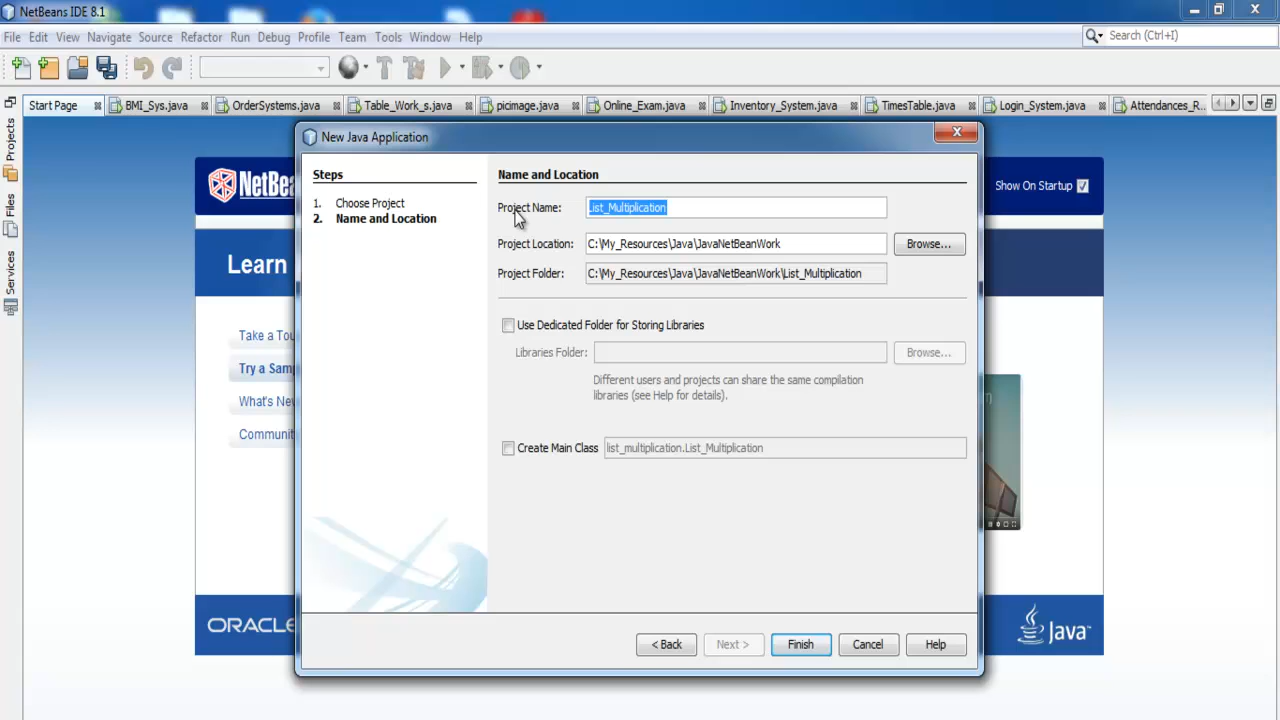 NetBeans IDE 8.1
File Edit View Navigate Source Refactor Run Debug Profile Team Tools Window Help
Search (Ctrl+I)
Start Page BMI_Sys.java OrderSystems.java Table_Work_s.java picimage.java Online_Exam.java Inventory_System.java TimesTable.java Login_System.java Attendances_R...
Projects
Files
Services
NetBea
Show On Startup
Learn
Take a Tou
Try a Sam
What's New
Communit
ORACLE
Java
New Java Application
Steps
1. Choose Project
2. Name and Location
Name and Location
Project Name: List_Multiplication
Project Location: C:\My_Resources\Java\JavaNetBeanWork Browse...
Project Folder: C:\My_Resources\Java\JavaNetBeanWork\List_Multiplication
Use Dedicated Folder for Storing Libraries
Libraries Folder: Browse...
Different users and projects can share the same compilation
libraries (see Help for details).
Create Main Class list_multiplication.List_Multiplication
< Back Next > Finish Cancel Help